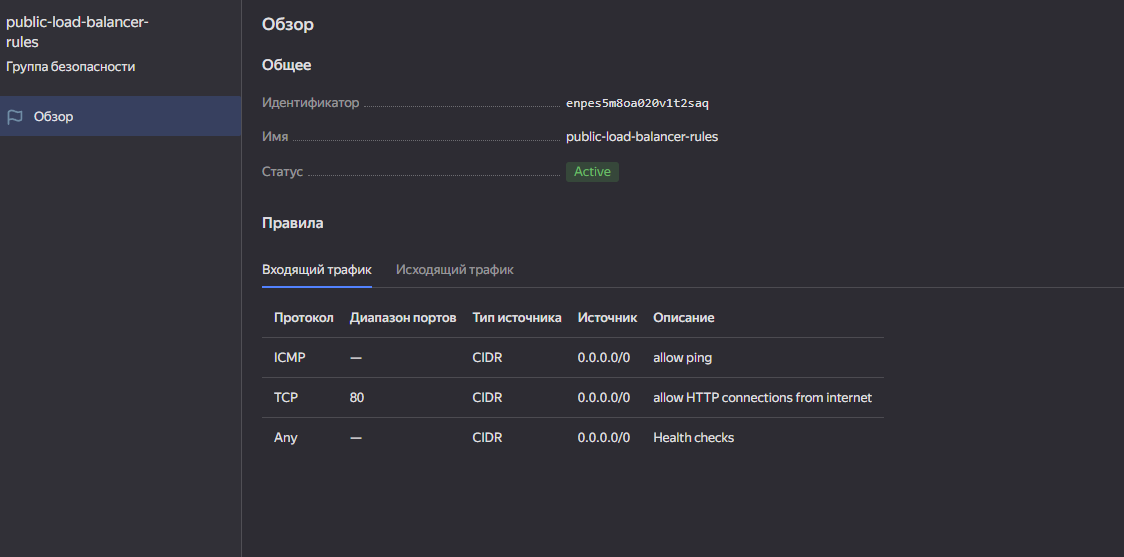 public-load-balancer-
rules
Группа безопасности
Обзор
Обзор
Общее
Идентификатор enpes5m8oa020v1t2saq
Имя public-load-balancer-rules
Статус Active
Правила
Входящий трафик Исходящий трафик
Протокол Диапазон портов Тип источника Источник Описание
ICMP — CIDR 0.0.0.0/0 allow ping
TCP 80 CIDR 0.0.0.0/0 allow HTTP connections from internet
Any — CIDR 0.0.0.0/0 Health checks